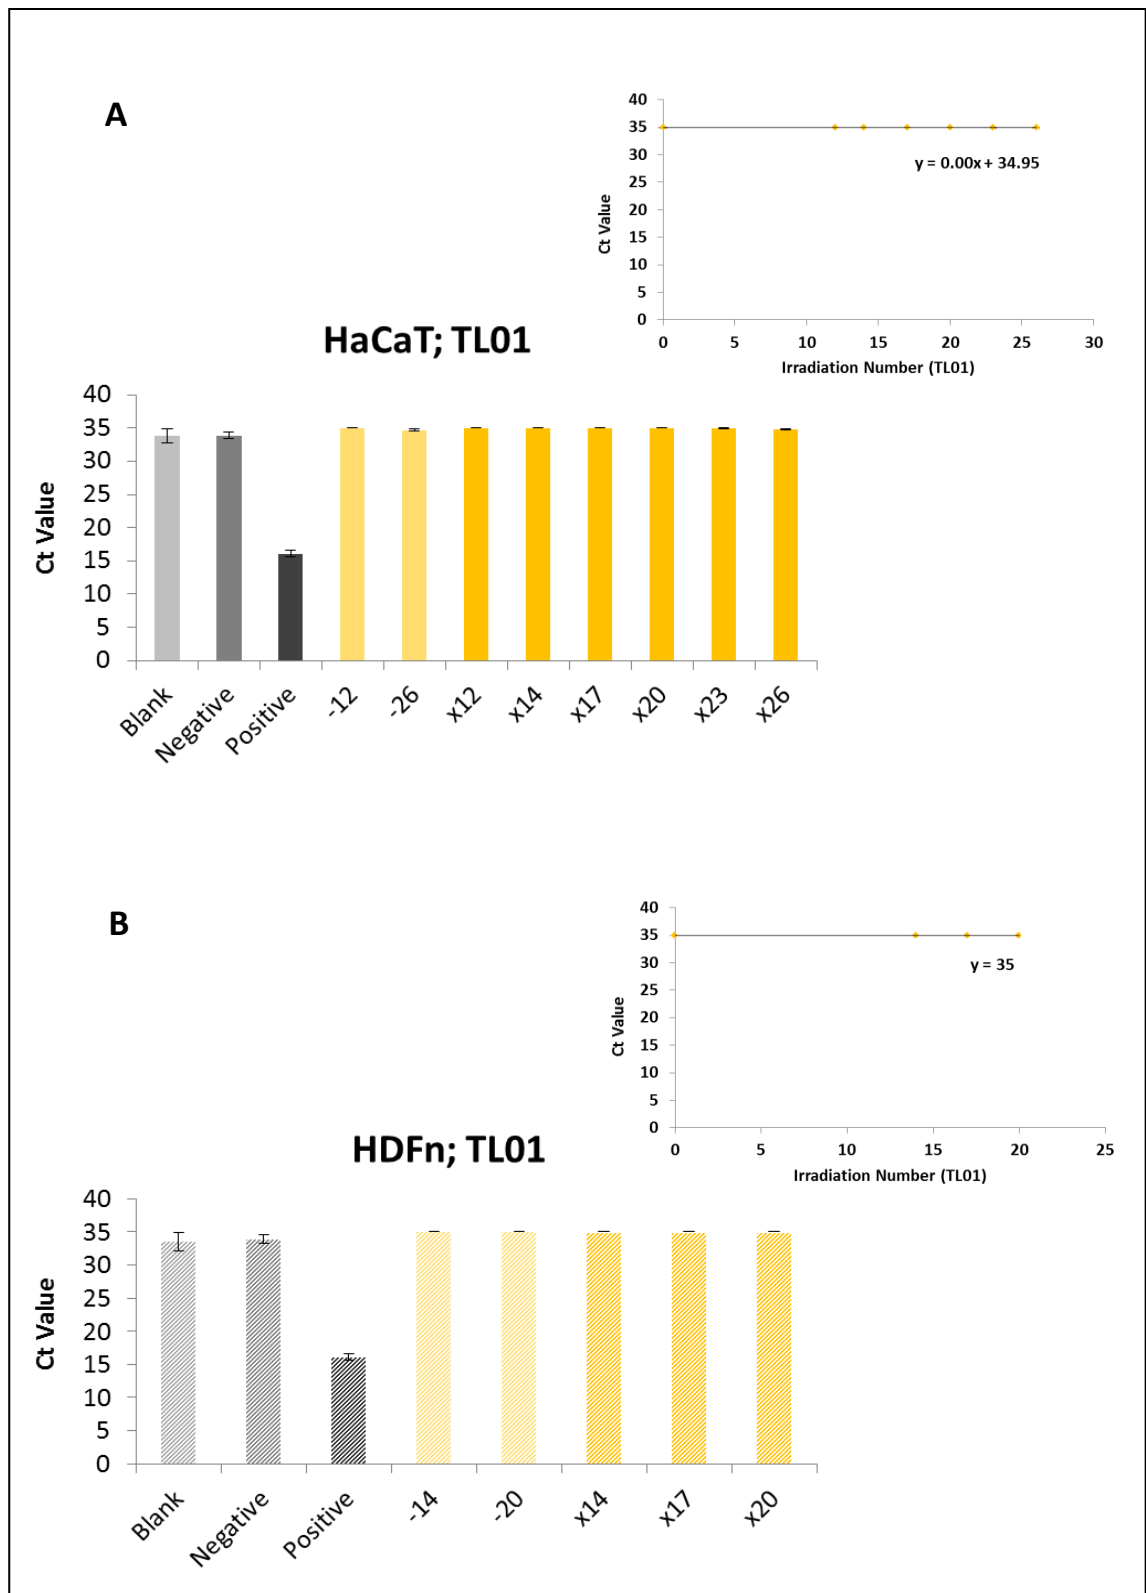 A
40
35
30
25
20
15
10
5
0
Ct Value
y = 0.00x + 34.95
0 5 10 15 20 25 30
Irradiation Number (TL01)
HaCaT; TL01
40
35
30
25
20
15
10
5
0
Ct Value
Blank Negative Positive -12 -26 x12 x14 x17 x20 x23 x26
B
40
35
30
25
20
15
10
5
0
Ct Value
y = 35
0 5 10 15 20 25
Irradiation Number (TL01)
HDFn; TL01
40
35
30
25
20
15
10
5
0
Ct Value
Blank Negative Positive -14 -20 x14 x17 x20